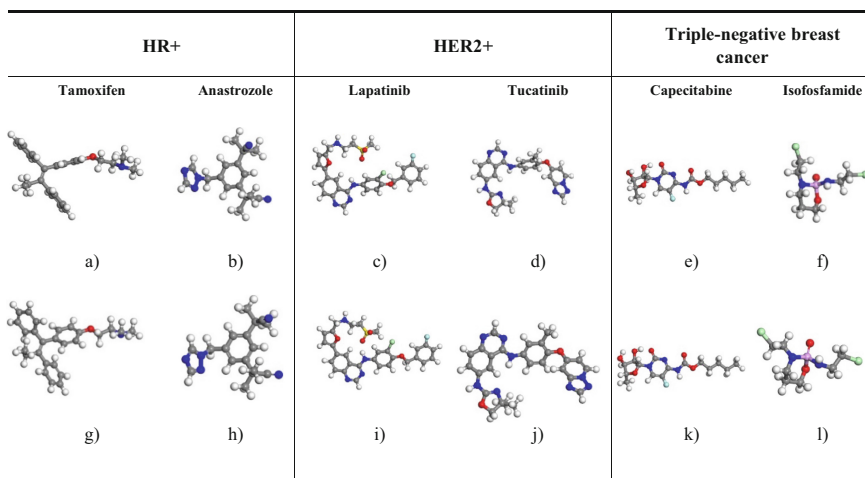 HR+
HER2+
Triple-negative breast
cancer
Tamoxifen
Anastrozole
Lapatinib
Tucatinib
Capecitabine
Isofosfamide
a)
b)
c)
d)
e)
f)
g)
h)
i)
j)
k)
l)